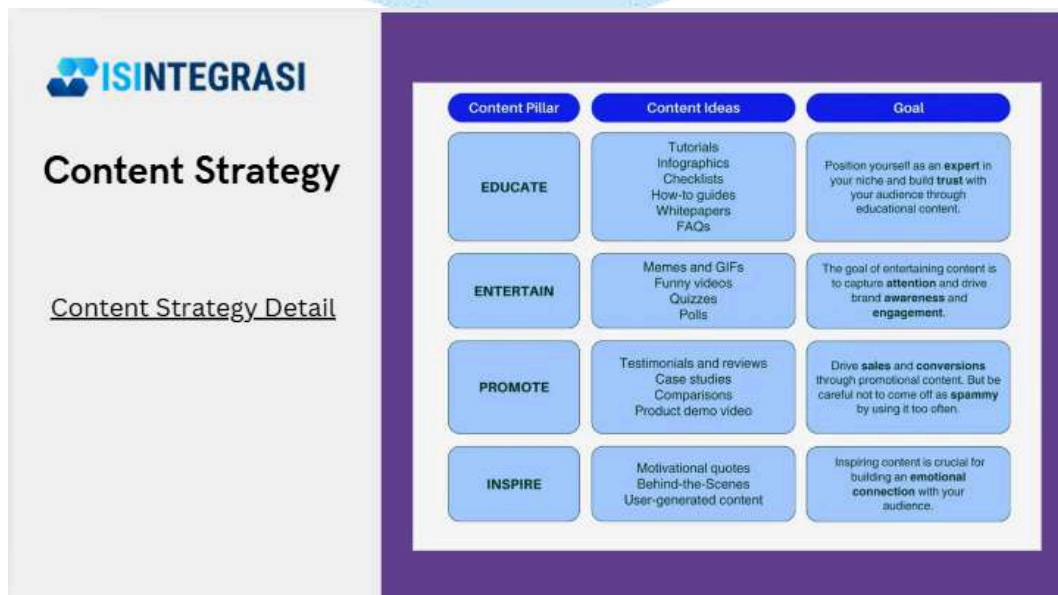 ISINTEGRASI
Content Strategy
Content Strategy Detail
Content Pillar
Content Ideas
Goal
EDUCATE
Tutorials
Infographics
Checklists
How-to guides
Whitepapers
FAQs
Position yourself as an expert in
your niche and build trust with
your audience through
educational content.
ENTERTAIN
Memes and GIFs
Funny videos
Quizzes
Polls
The goal of entertaining content is
to capture attention and drive
brand awareness and
engagement.
PROMOTE
Testimonials and reviews
Case studies
Comparisons
Product demo video
Drive sales and conversions
through promotional content. But be
careful not to come off as spammy
by using it too often.
INSPIRE
Motivational quotes
Behind-the-Scenes
User-generated content
Inspiring content is crucial for
building an emotional
connection with your
audience.